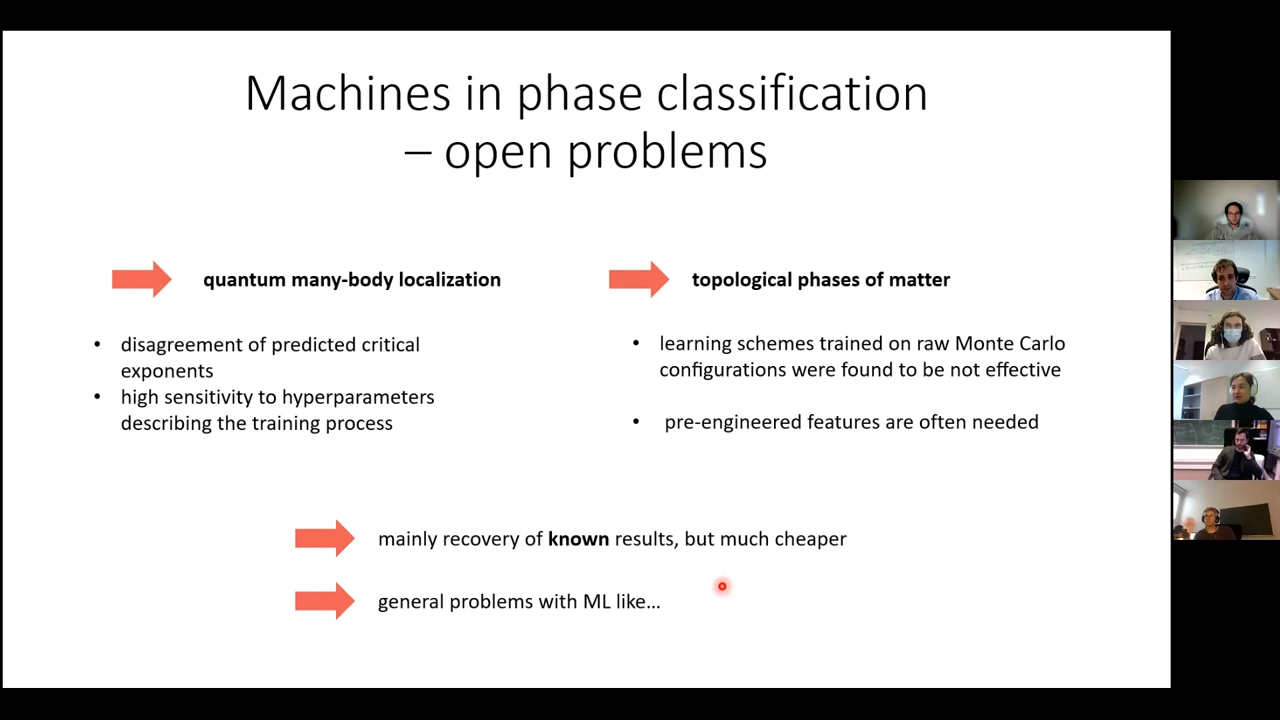 Machines in phase classification
– open problems
quantum many-body localization
• disagreement of predicted critical
exponents
• high sensitivity to hyperparameters
describing the training process
topological phases of matter
• learning schemes trained on raw Monte Carlo
configurations were found to be not effective
• pre-engineered features are often needed
mainly recovery of known results, but much cheaper
general problems with ML like...